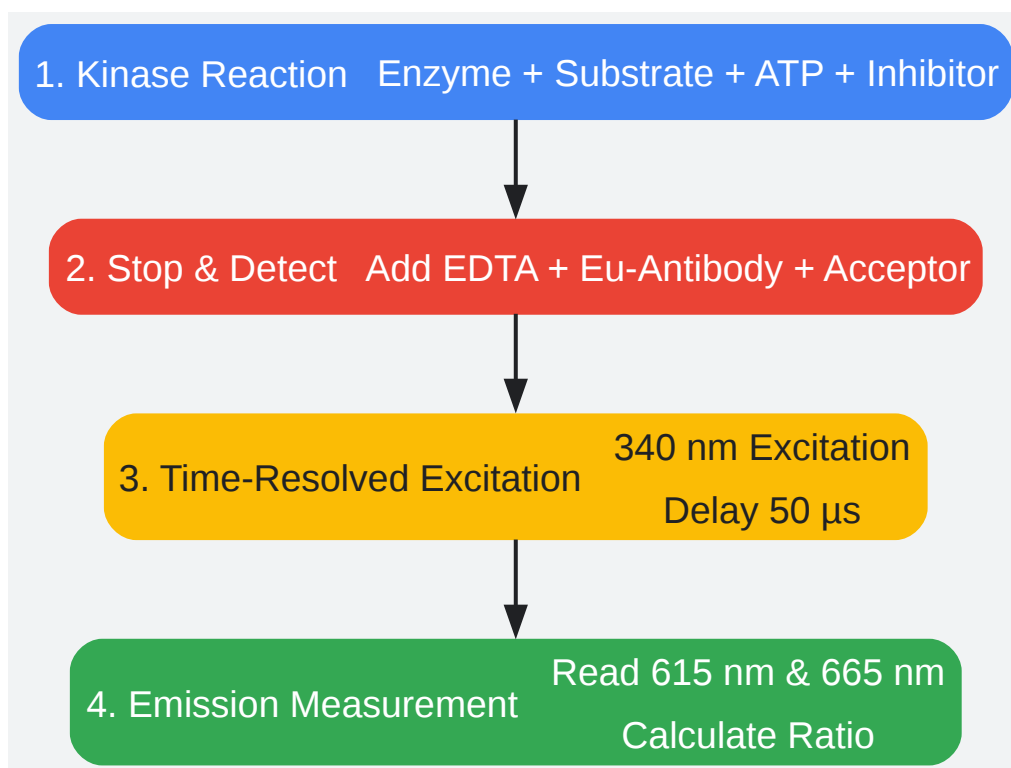 1. Kinase Reaction Enzyme + Substrate + ATP + Inhibitor
2. Stop & Detect Add EDTA + Eu-Antibody + Acceptor
3. Time-Resolved Excitation
340 nm Excitation
Delay 50 µs
4. Emission Measurement
Read 615 nm & 665 nm
Calculate Ratio